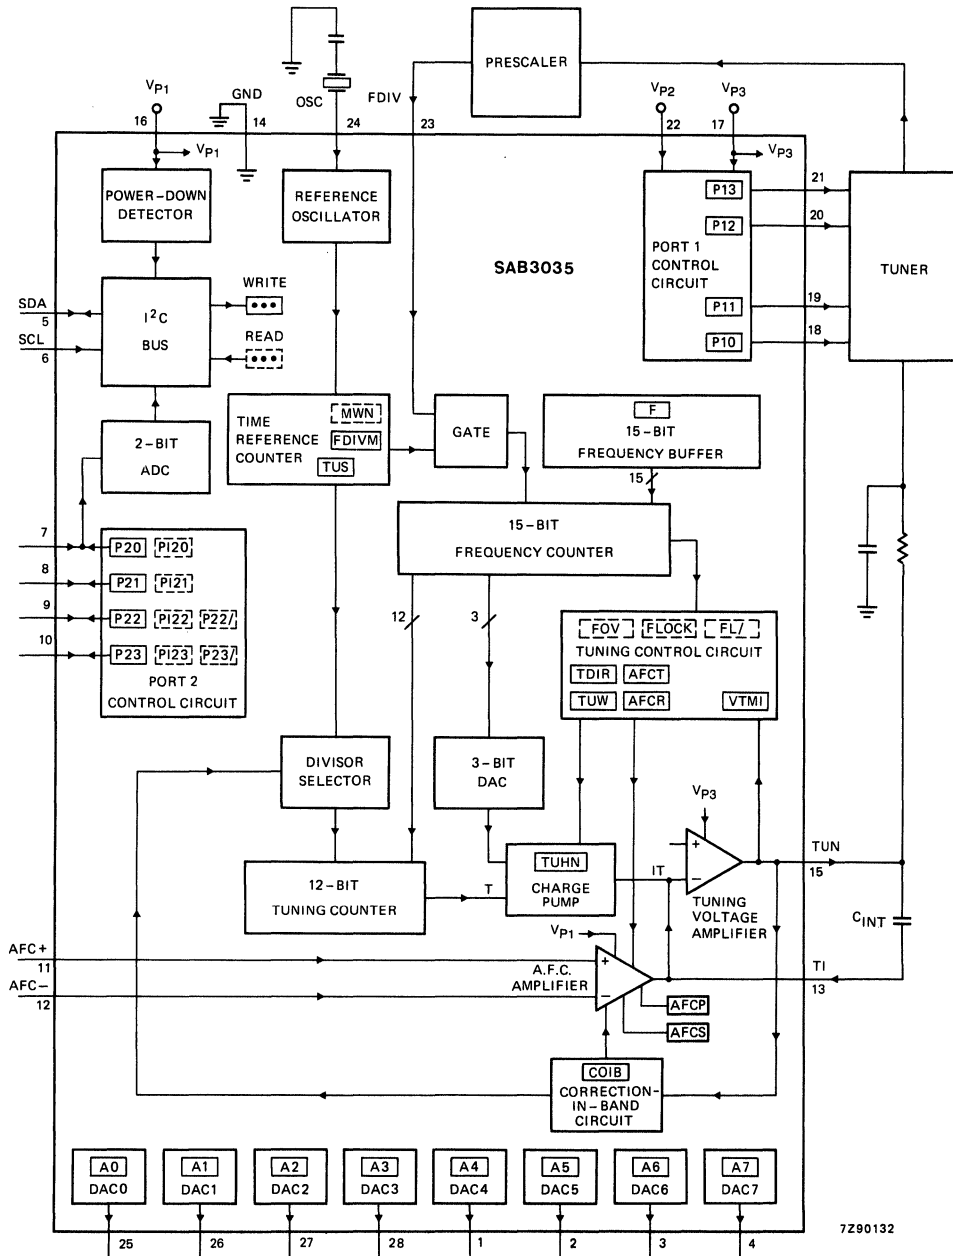 PRESCALER
OSC
FDIV
VP1
GND
VP2
VP3
16
14
24
23
22
17
VP1
VP3
POWER-DOWN
DETECTOR
REFERENCE
OSCILLATOR
P13
21
P12
20
PORT 1
CONTROL
CIRCUIT
P11
19
P10
18
TUNER
SAB3035
SDA
5
SCL
6
I²C
BUS
WRITE
READ
2-BIT
ADC
TIME
REFERENCE
COUNTER
MWN
FDIVM
TUS
GATE
F
15-BIT
FREQUENCY BUFFER
15
15-BIT
FREQUENCY COUNTER
7
P20 PI20
8
P21 PI21
9
P22 PI22 P22/
10
P23 PI23 P23/
PORT 2
CONTROL CIRCUIT
12
3
FOV FLOCK FL/
TUNING CONTROL CIRCUIT
TDIR AFCT
TUW AFCR VTMI
DIVISOR
SELECTOR
3-BIT
DAC
VP3
+
−
TUN
15
12-BIT
TUNING COUNTER
T
TUHN
CHARGE
PUMP
IT
TUNING
VOLTAGE
AMPLIFIER
CINT
VP1
AFC+
11
AFC−
12
A.F.C.
AMPLIFIER
+
−
TI
13
AFCP
AFCS
COIB
CORRECTION-
IN-BAND
CIRCUIT
A0
DAC0
A1
DAC1
A2
DAC2
A3
DAC3
A4
DAC4
A5
DAC5
A6
DAC6
A7
DAC7
25
26
27
28
1
2
3
4
7Z90132